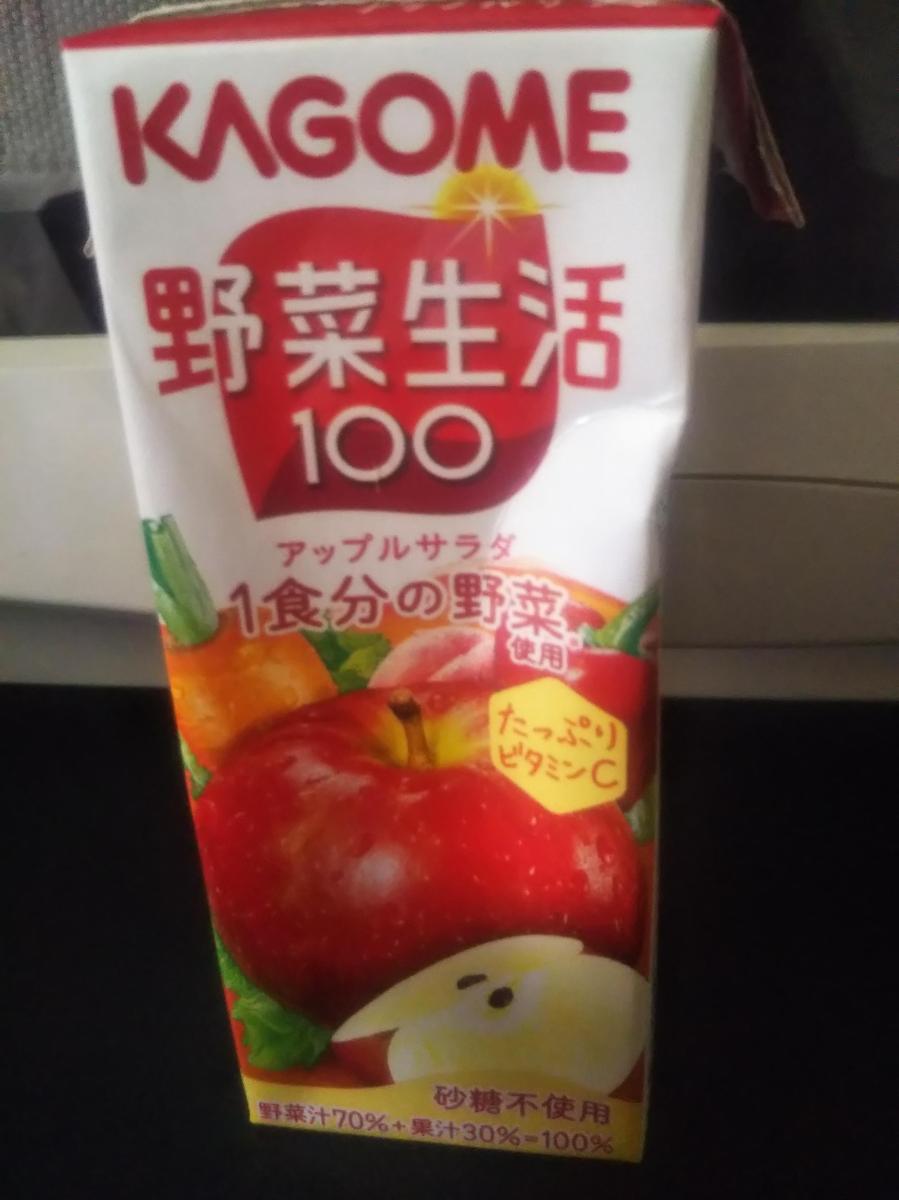 KAGOME
野菜生活
100
アップルサラダ
1食分の野菜*
使用
たっぷり
ビタミンC
砂糖不使用
野菜汁70%+果汁30%=100%